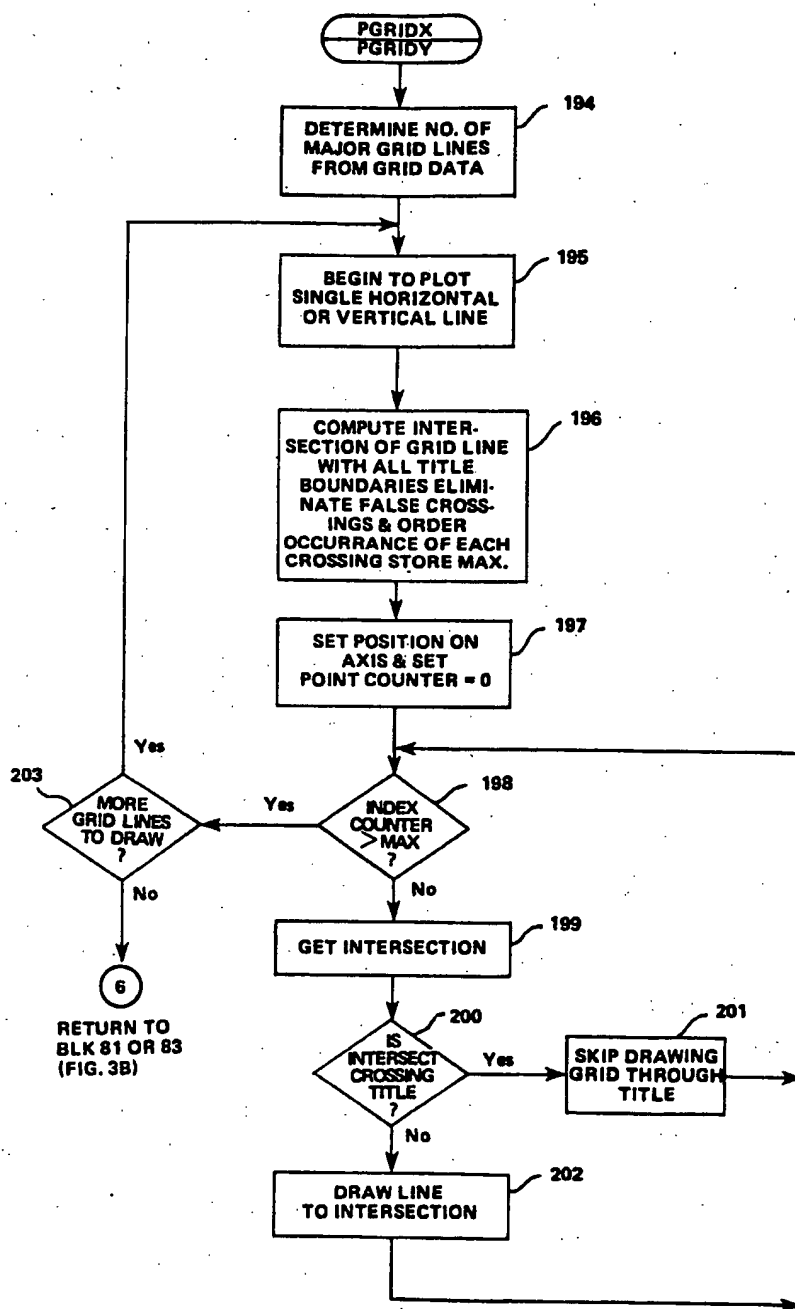 PGRIDX
PGRIDY
194
DETERMINE NO. OF
MAJOR GRID LINES
FROM GRID DATA
195
BEGIN TO PLOT
SINGLE HORIZONTAL
OR VERTICAL LINE
196
COMPUTE INTER-
SECTION OF GRID LINE
WITH ALL TITLE
BOUNDARIES ELIMI-
NATE FALSE CROSS-
INGS & ORDER
OCCURRANCE OF EACH
CROSSING STORE MAX.
197
SET POSITION ON
AXIS & SET
POINT COUNTER = 0
198
INDEX
COUNTER
> MAX
?
Yes
No
203
MORE
GRID LINES
TO DRAW
?
Yes
No
6
RETURN TO
BLK 81 OR 83
(FIG. 3B)
199
GET INTERSECTION
200
IS
INTERSECT
CROSSING
TITLE
?
Yes
No
201
SKIP DRAWING
GRID THROUGH
TITLE
202
DRAW LINE
TO INTERSECTION